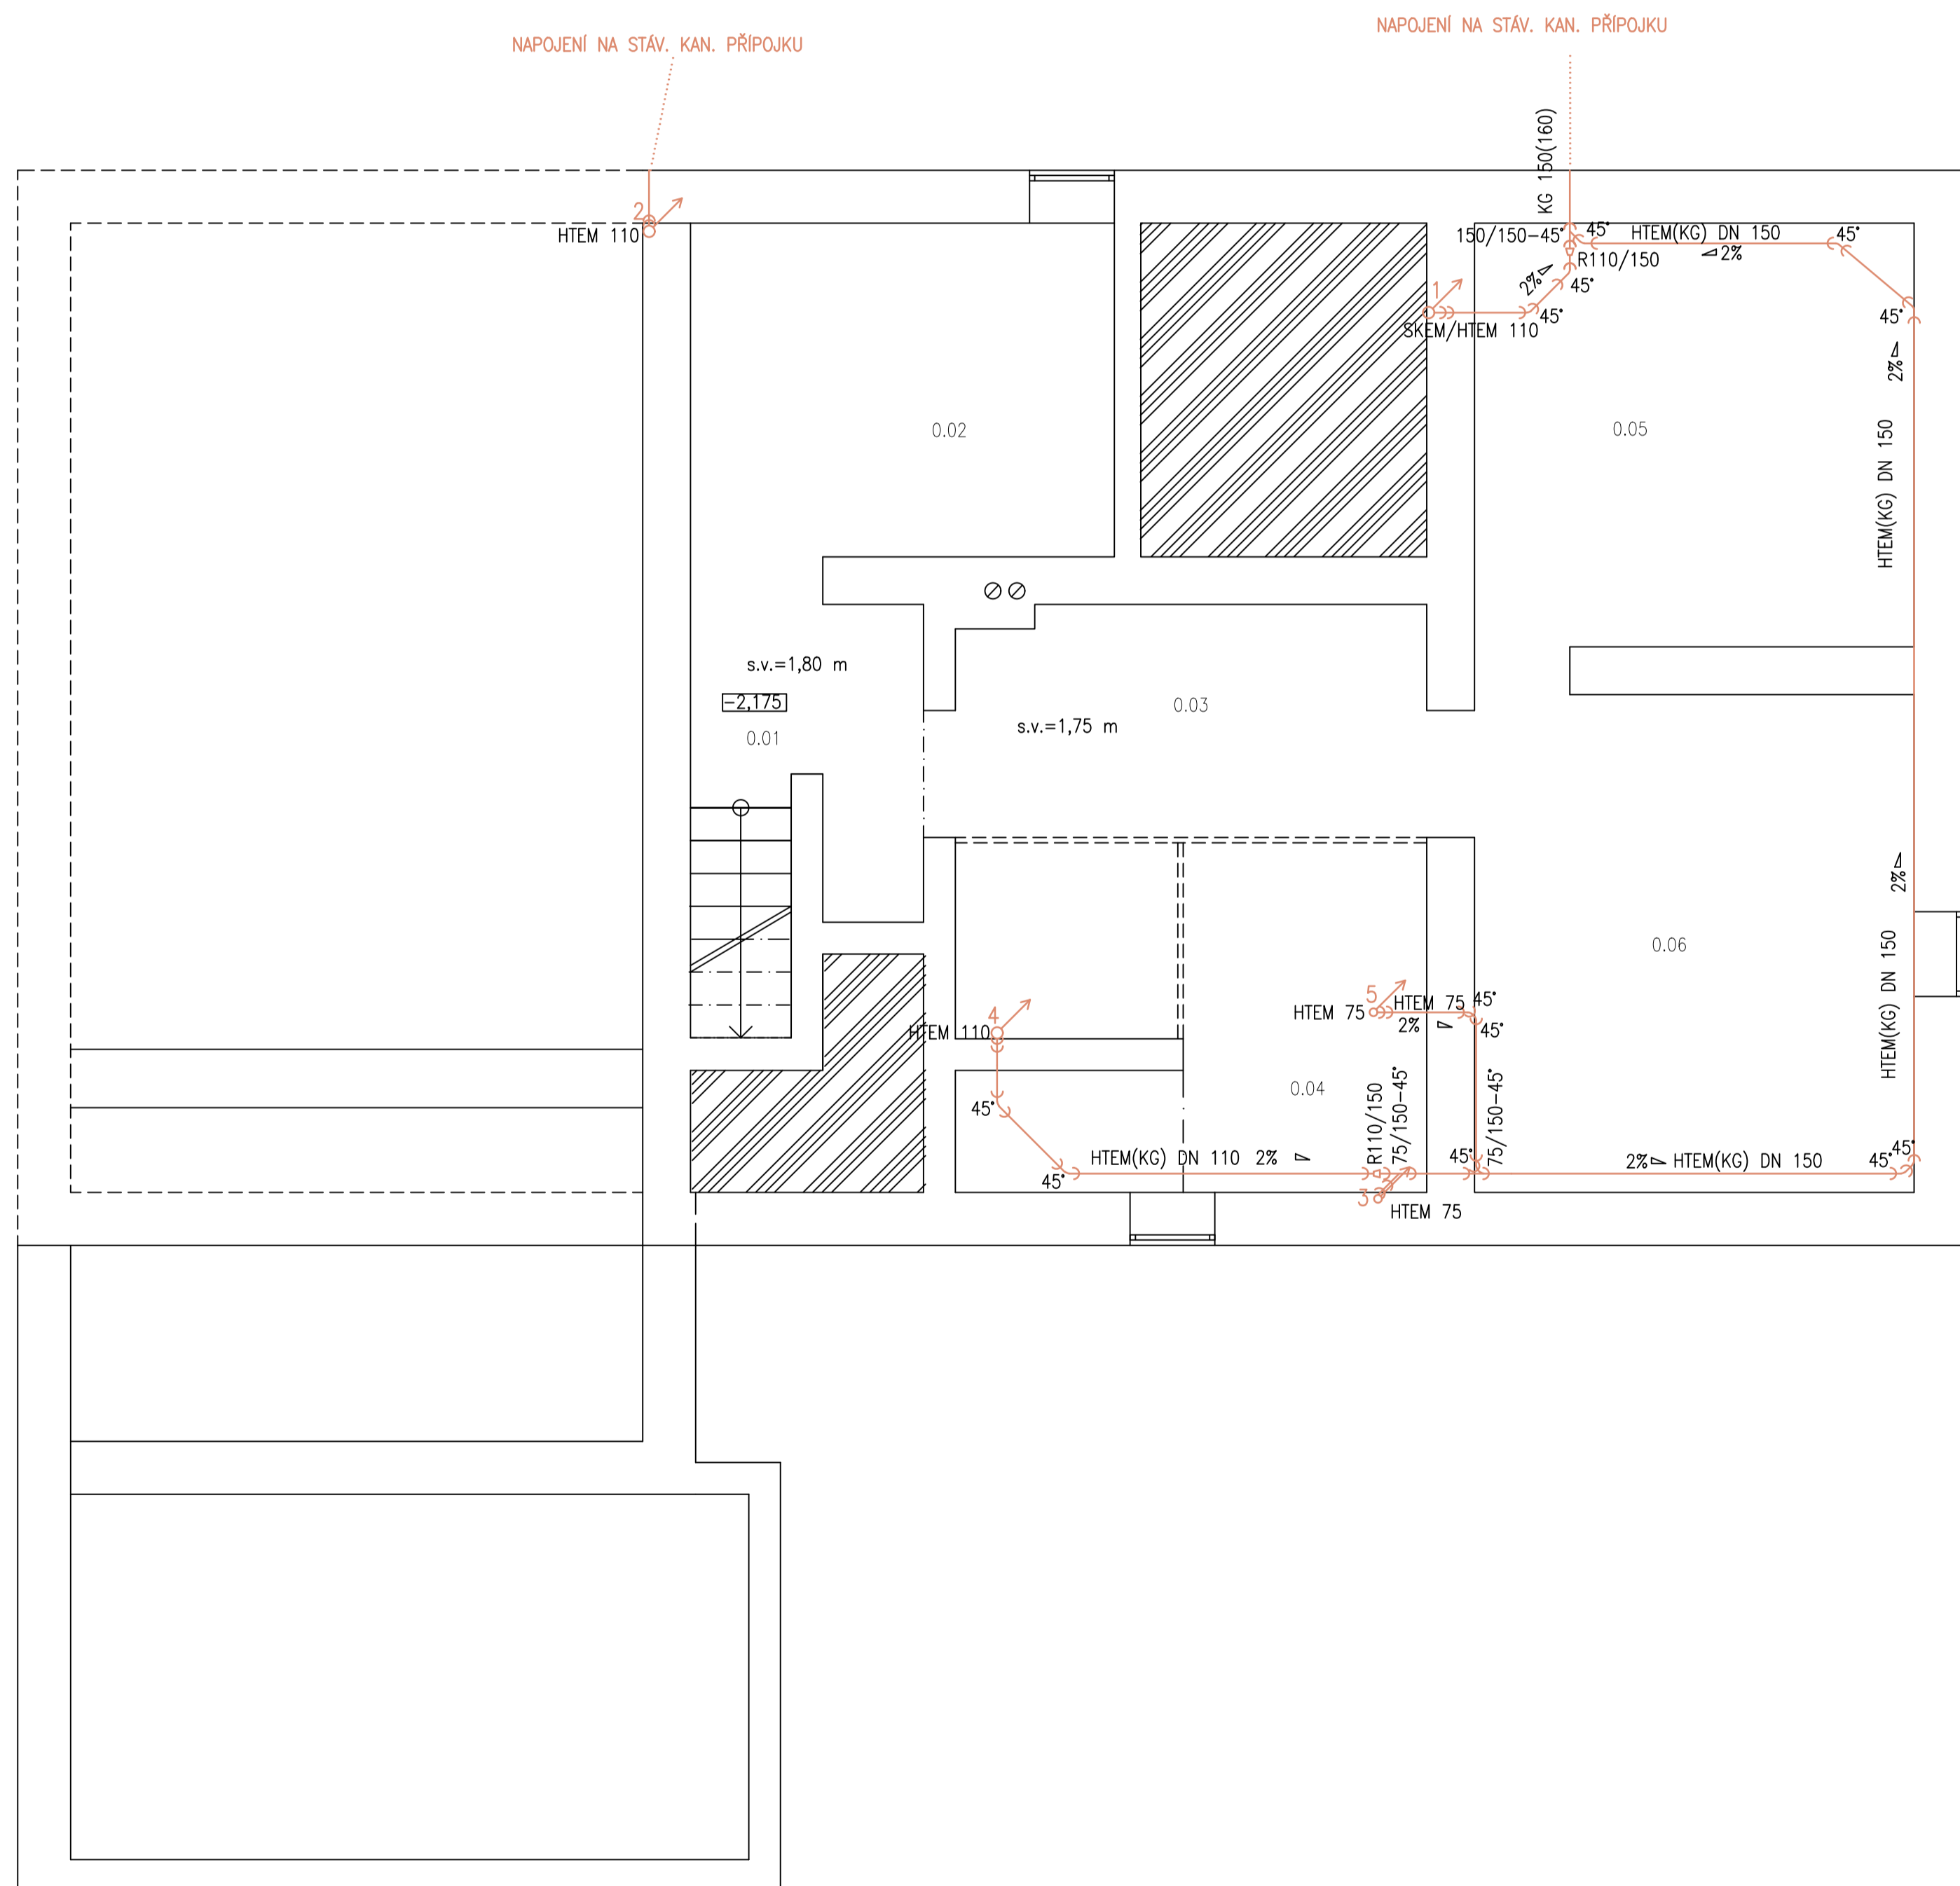 NAPOJENÍ NA STÁV. KAN. PŘÍPOJKU
NAPOJENÍ NA STÁV. KAN. PŘÍPOJKU
KG 150(160)
2
HTEM 110
150/150-45°
45°
HTEM(KG) DN 150
45°
2%
R110/150
2%
45°
1
45°
SKEM/HTEM 110
45°
2%
HTEM(KG) DN 150
0.02
0.05
s.v.=1,80 m
-2,175
0.01
0.03
s.v.=1,75 m
2%
HTEM(KG) DN 150
0.06
5
HTEM 75
HTEM 75
45°
2%
45°
4
HTEM 110
0.04
45°
R110/150
75/150-45°
75/150-45°
HTEM(KG) DN 110 2%
45°
45°
2%
HTEM(KG) DN 150
45°
45°
3
HTEM 75